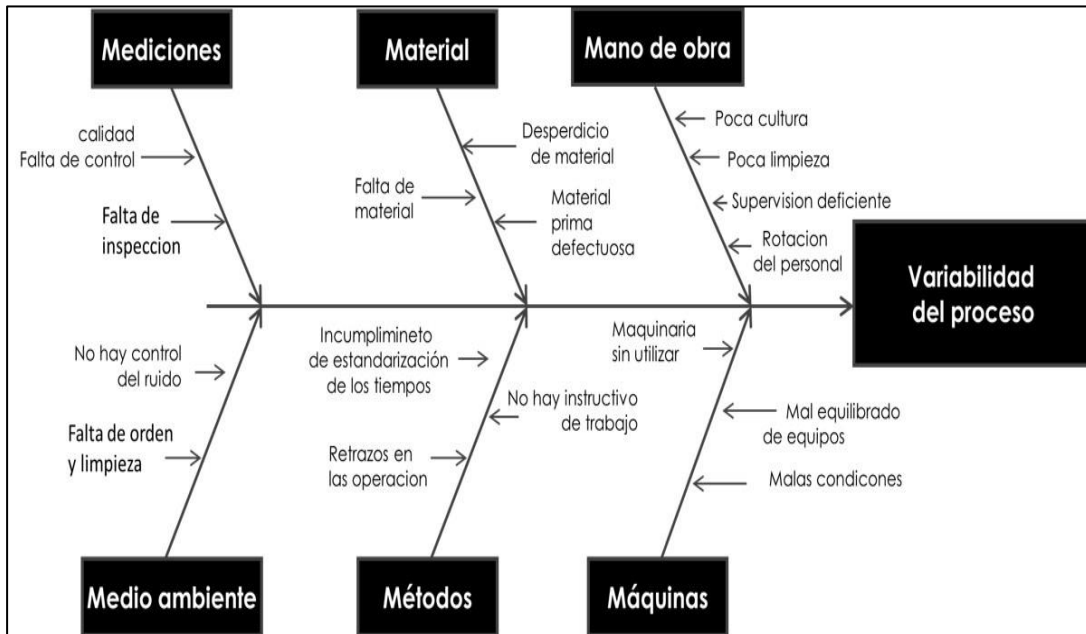 Mediciones
Material
Mano de obra
calidad
Falta de control
Falta de
inspeccion
Desperdicio
de material
Falta de
material
Material
prima
defectuosa
Poca cultura
Poca limpieza
Supervision deficiente
Rotacion
del personal
Variabilidad
del proceso
No hay control
del ruido
Falta de orden
y limpieza
Incumplimineto
de estandarización
de los tiempos
No hay instructivo
de trabajo
Retrazos en
las operacion
Maquinaria
sin utilizar
Mal equilibrado
de equipos
Malas condicones
Medio ambiente
Métodos
Máquinas